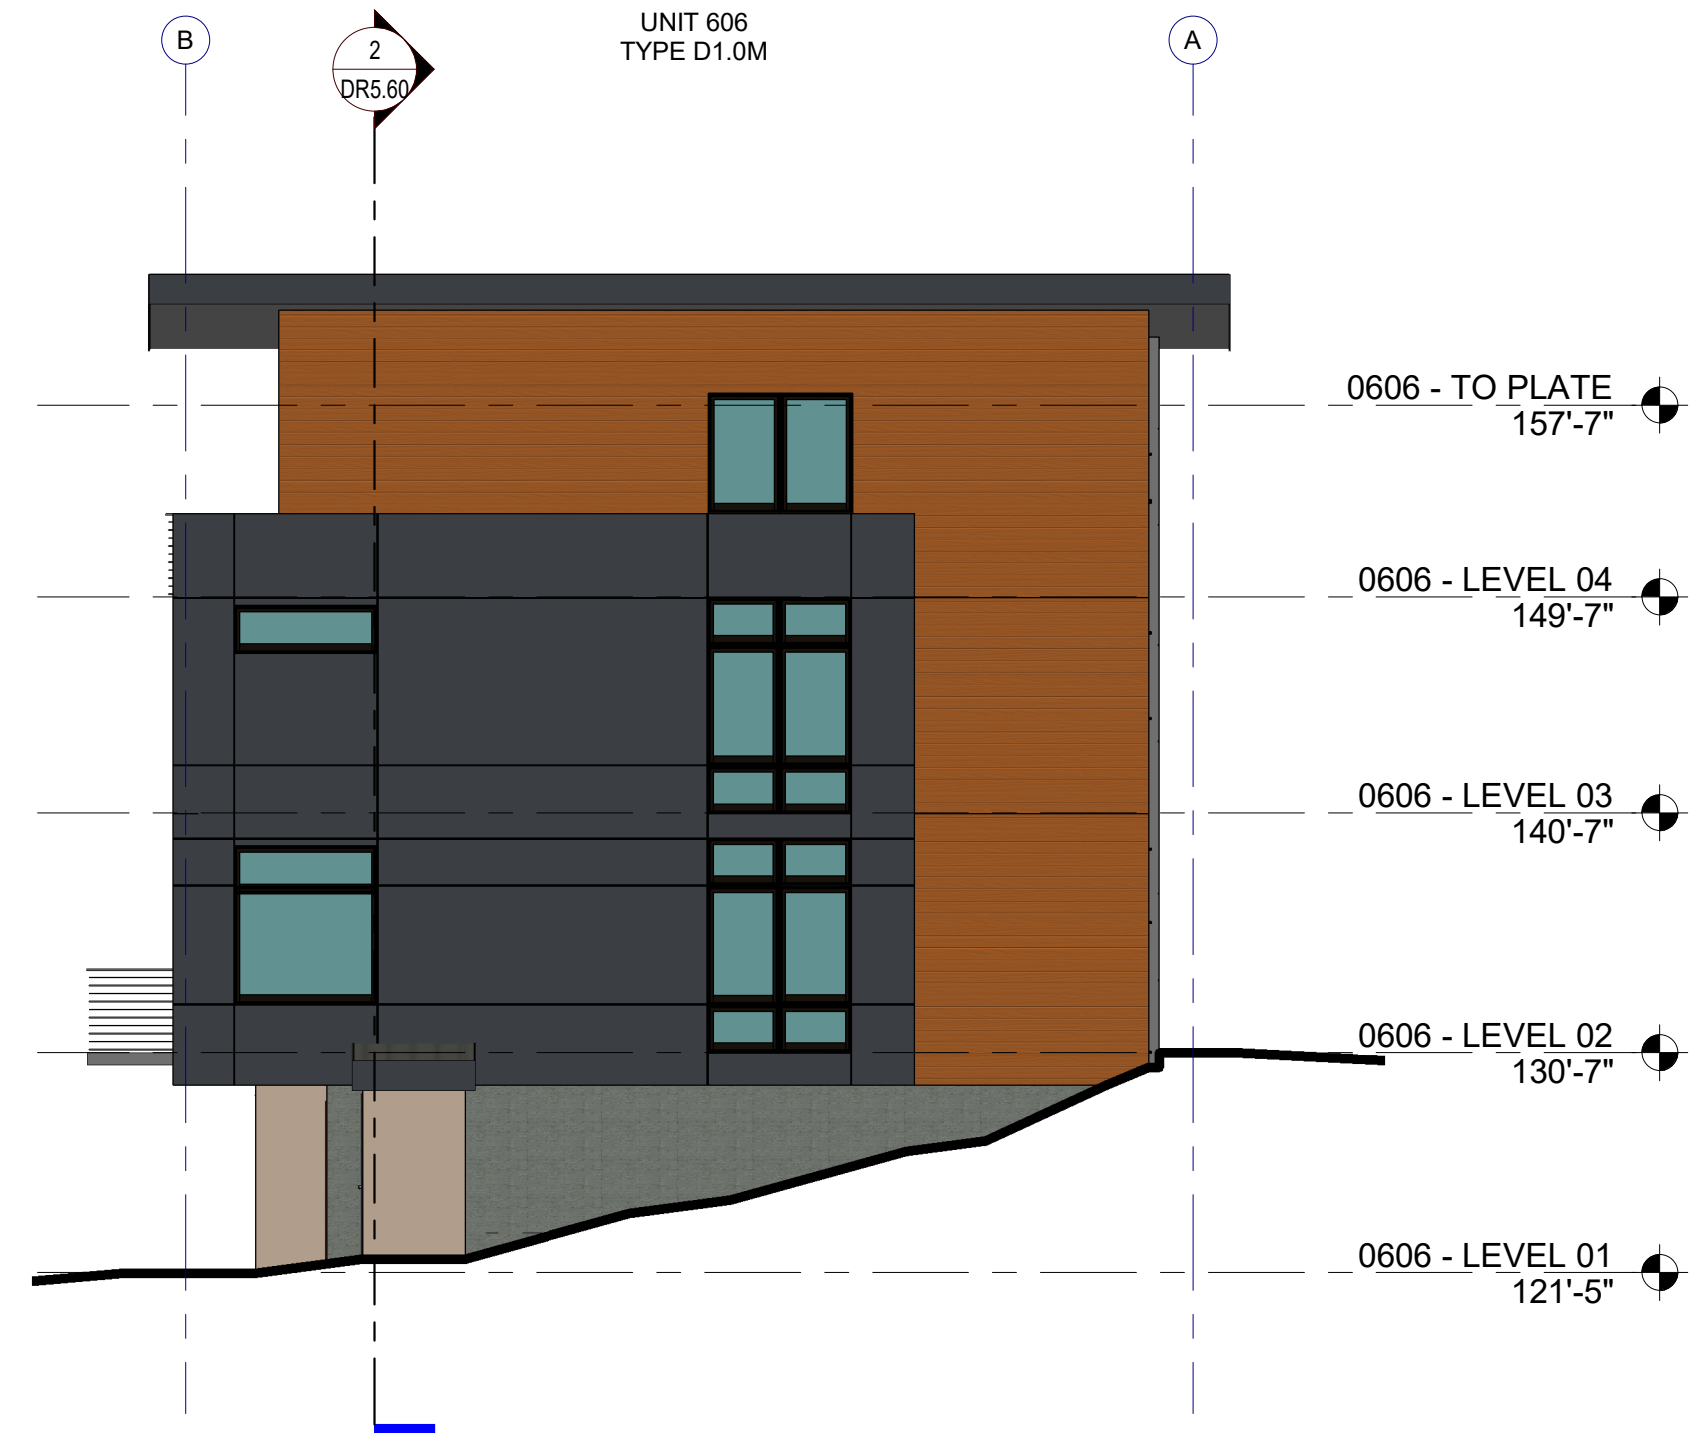 B
2
DR5.60
UNIT 606
TYPE D1.0M
A
0606 - TO PLATE
157'-7"
0606 - LEVEL 04
149'-7"
0606 - LEVEL 03
140'-7"
0606 - LEVEL 02
130'-7"
0606 - LEVEL 01
121'-5"